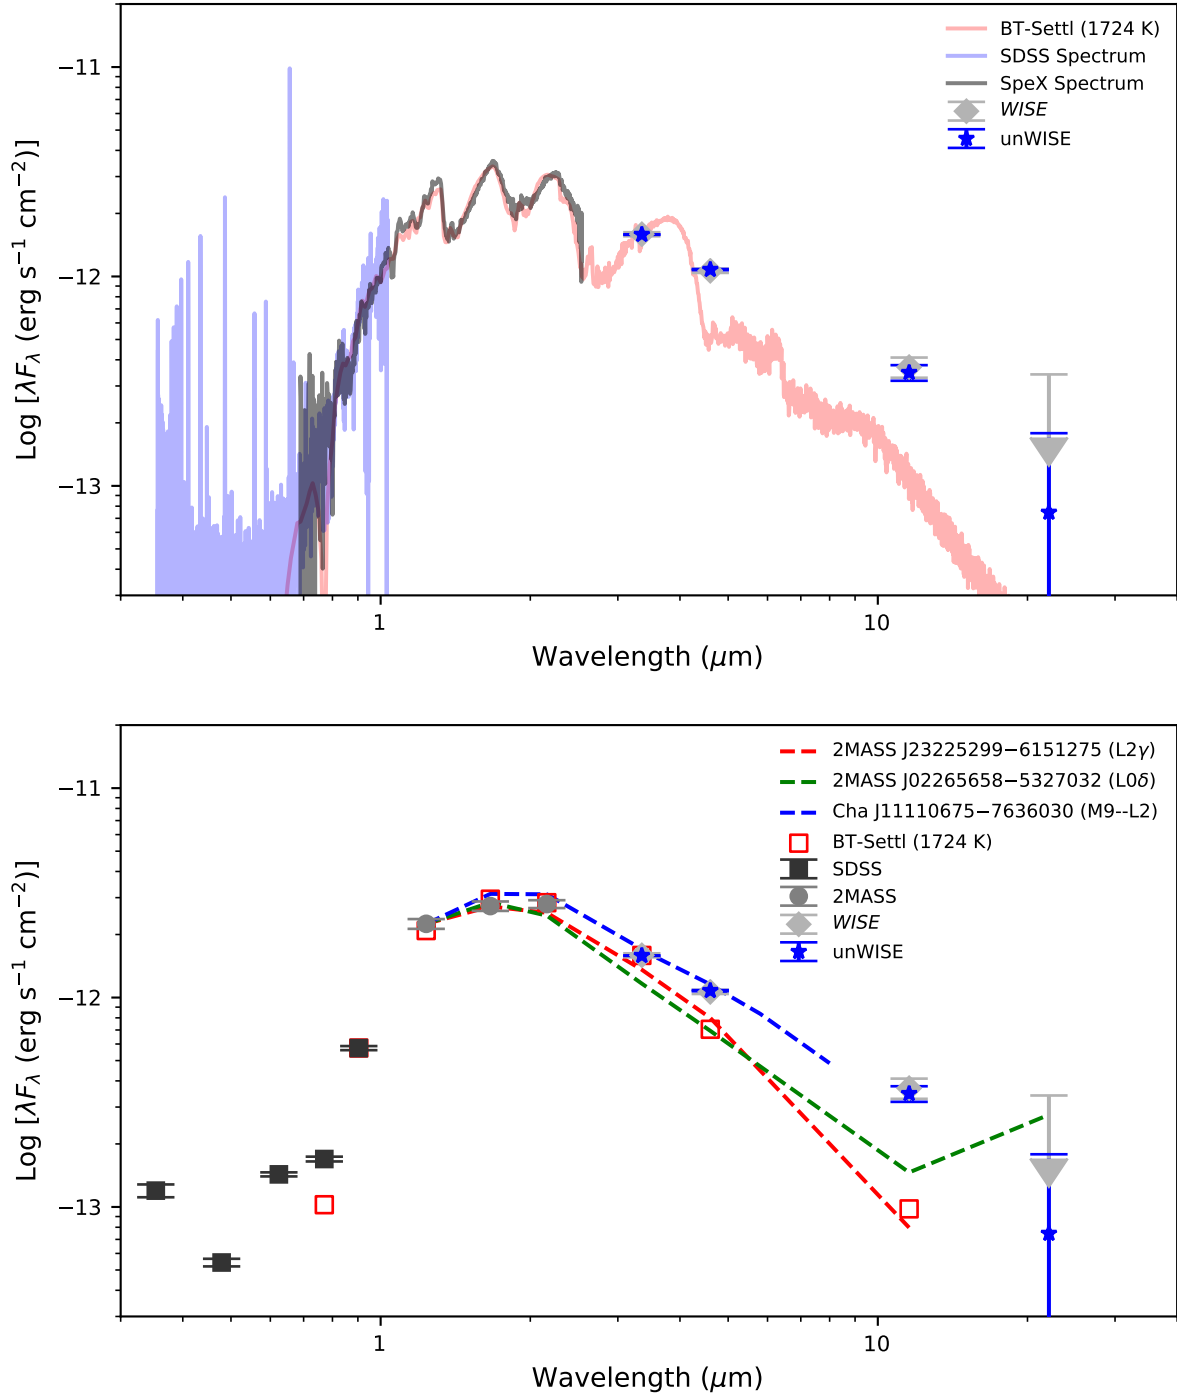 BT-Settl (1724 K)
SDSS Spectrum
SpeX Spectrum
WISE
unWISE
−11
−12
−13
Log [λFλ (erg s⁻¹ cm⁻²)]
1
10
Wavelength (μm)
2MASS J23225299−6151275 (L2γ)
2MASS J02265658−5327032 (L0δ)
Cha J11110675−7636030 (M9--L2)
BT-Settl (1724 K)
SDSS
2MASS
WISE
unWISE
−11
−12
−13
Log [λFλ (erg s⁻¹ cm⁻²)]
1
10
Wavelength (μm)